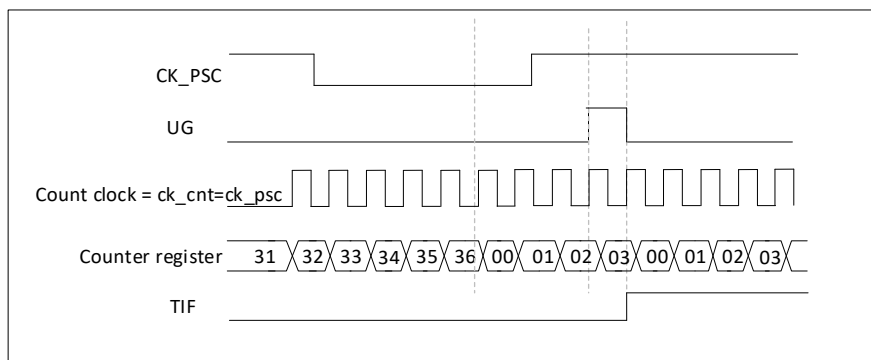 CK_PSC
UG
Count clock = ck_cnt=ck_psc
Counter register 31 32 33 34 35 36 00 01 02 03 00 01 02 03
TIF